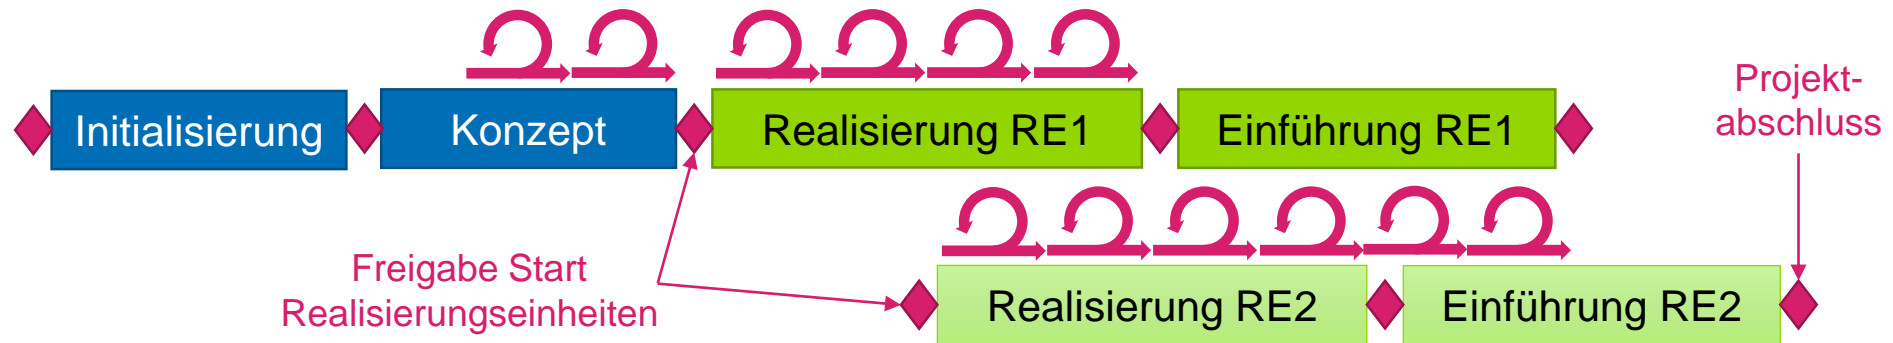 Initialisierung
Konzept
Realisierung RE1
Einführung RE1
Projekt-
abschluss
Freigabe Start
Realisierungseinheiten
Realisierung RE2
Einführung RE2